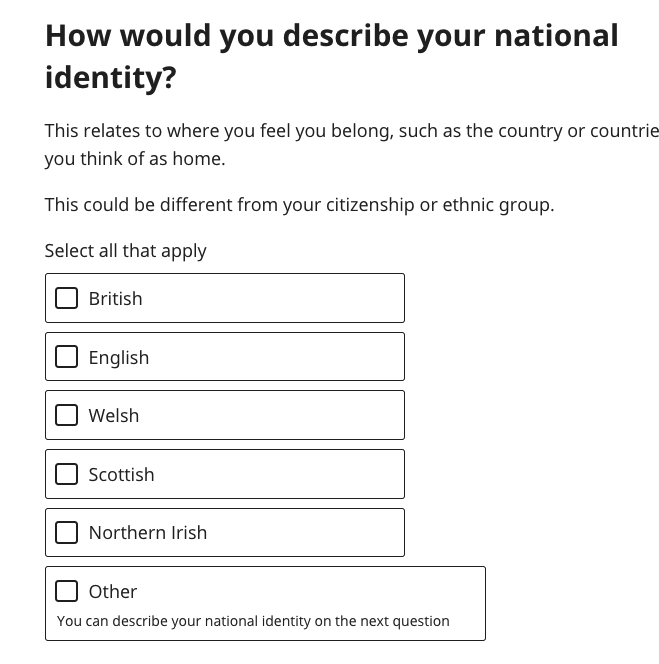 How would you describe your national
identity?
This relates to where you feel you belong, such as the country or countrie
you think of as home.
This could be different from your citizenship or ethnic group.
Select all that apply
British
English
Welsh
Scottish
Northern Irish
Other
You can describe your national identity on the next question